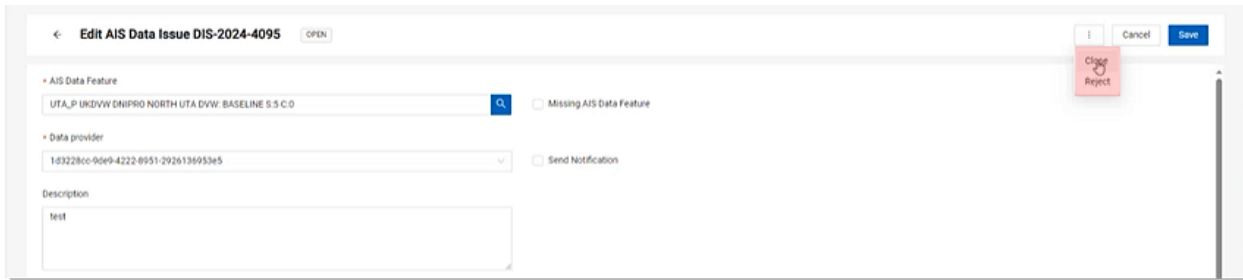 Edit AIS Data Issue DIS-2024-4095 OPEN Cancel Save
Close
Reject
* AIS Data Feature
UTA_P UKDVW DNIPRO NORTH UTA DVW: BASELINE S:5 C:0 Missing AIS Data Feature
* Data provider
1d3228cc-9de9-4222-8951-2926136953e5 Send Notification
Description
test